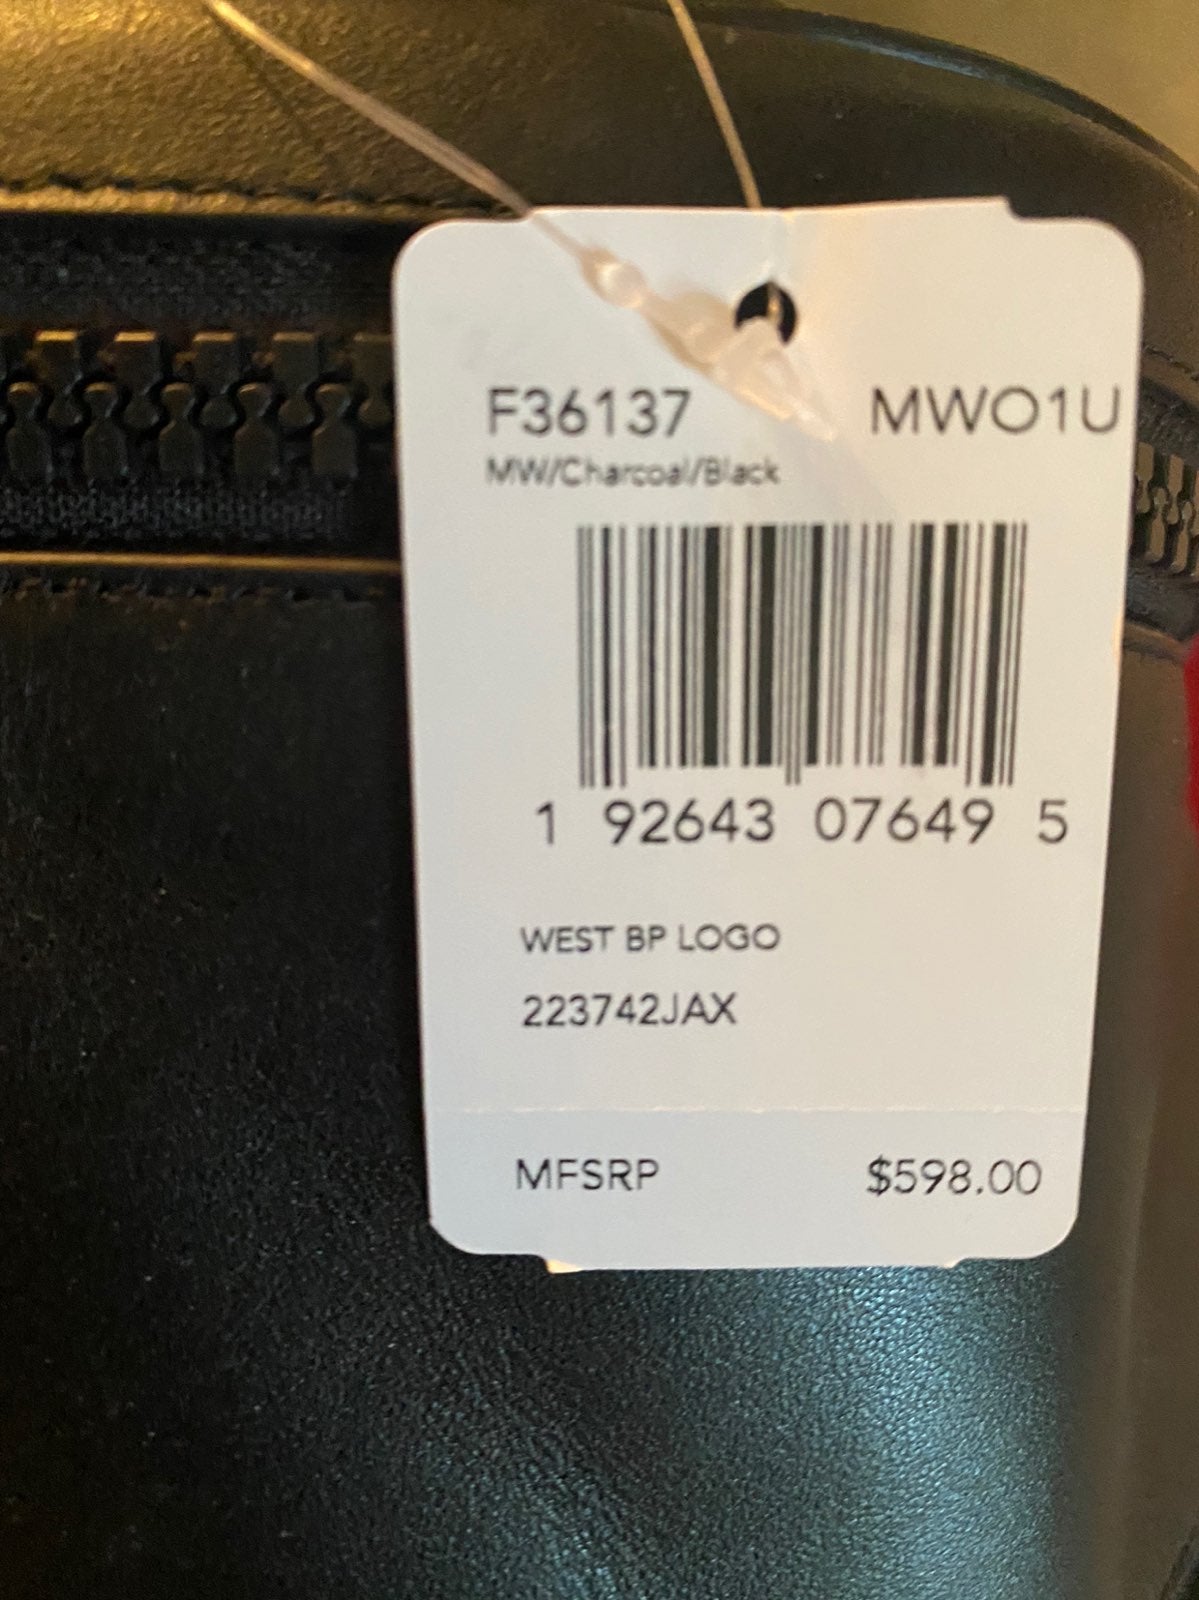 F36137 MWO1U
MW/Charcoal/Black
1 92643 07649 5
WEST BP LOGO
223742JAX
MFSRP $598.00